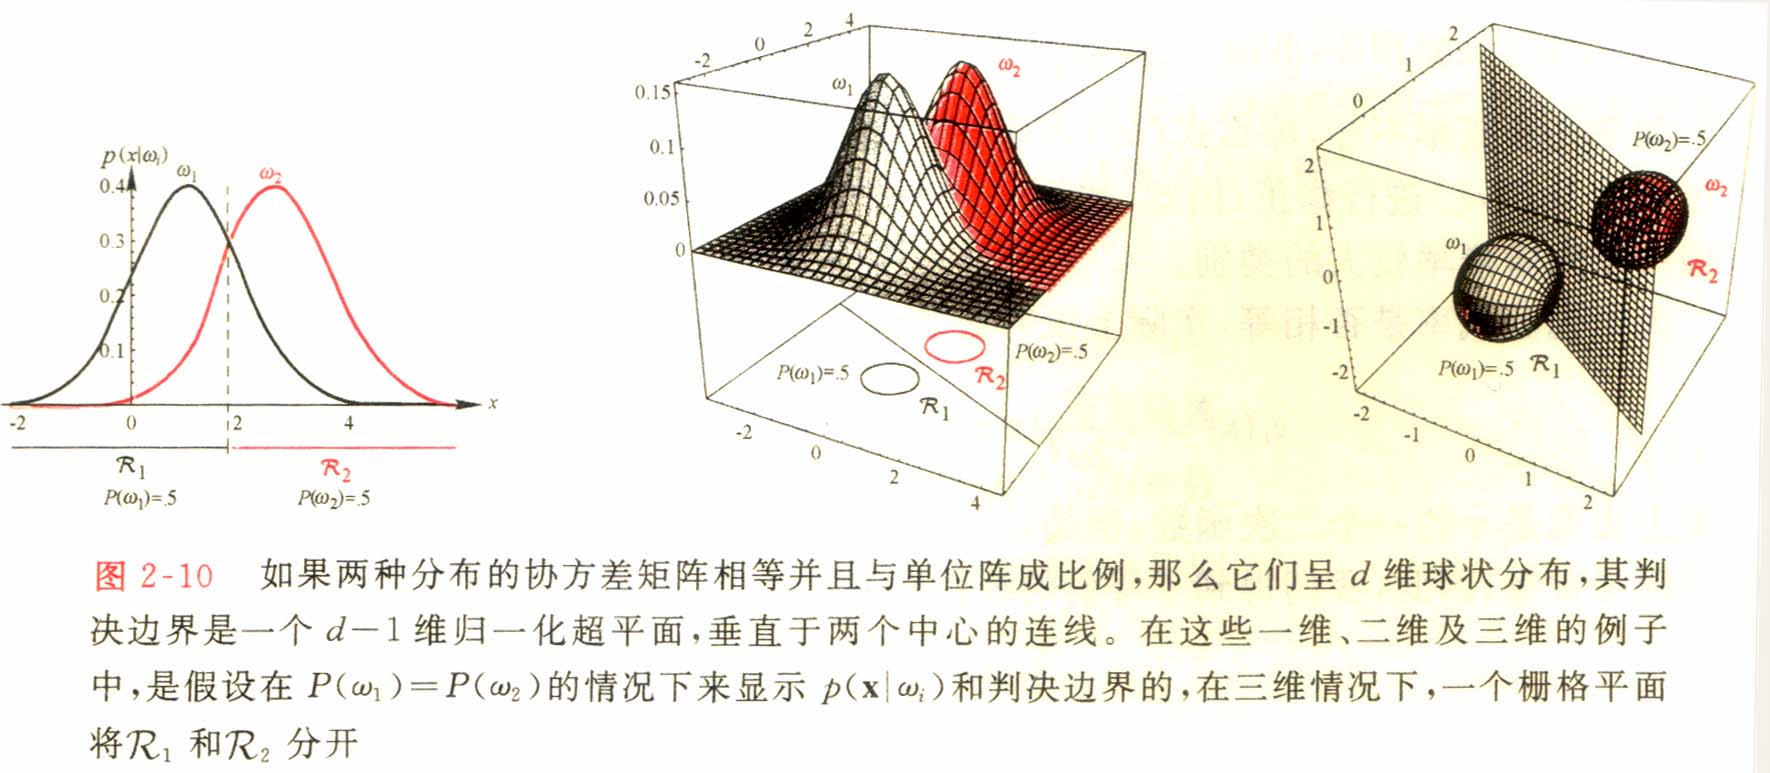 p(x|ωᵢ)
ω₁
ω₂
0.4
0.3
0.2
0.1
-2
0
2
4
x
R₁
R₂
P(ω₁)=.5
P(ω₂)=.5
-2
0
2
4
0.15
0.1
0.05
0
ω₁
ω₂
P(ω₁)=.5
R₁
P(ω₂)=.5
R₂
-2
0
2
4
2
1
0
2
1
0
-1
-2
P(ω₂)=.5
ω₂
R₂
ω₁
P(ω₁)=.5
R₁
-2
-1
0
1
2
图 2-10 如果两种分布的协方差矩阵相等并且与单位阵成比例,那么它们呈 d 维球状分布,其判
决边界是一个 d-1 维归一化超平面,垂直于两个中心的连线。在这些一维、二维及三维的例子
中,是假设在 P(ω₁)=P(ω₂)的情况下来显示 p(x|ωᵢ)和判决边界的,在三维情况下,一个栅格平面
将R₁ 和R₂ 分开